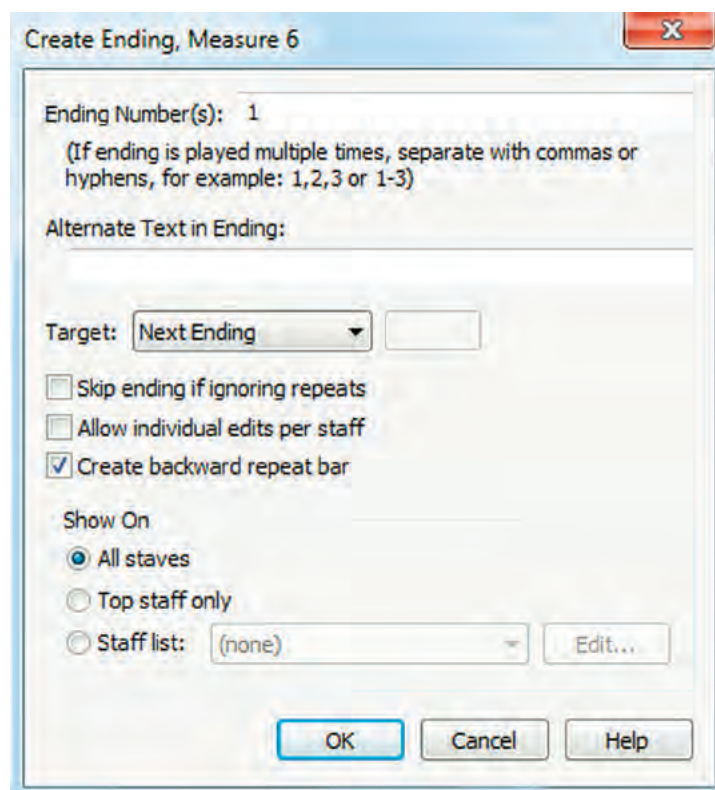 Create Ending, Measure 6
Ending Number(s): 1
(If ending is played multiple times, separate with commas or
hyphens, for example: 1,2,3 or 1-3)
Alternate Text in Ending:
Target: Next Ending
Skip ending if ignoring repeats
Allow individual edits per staff
Create backward repeat bar
Show On
All staves
Top staff only
Staff list: (none) Edit...
OK Cancel Help